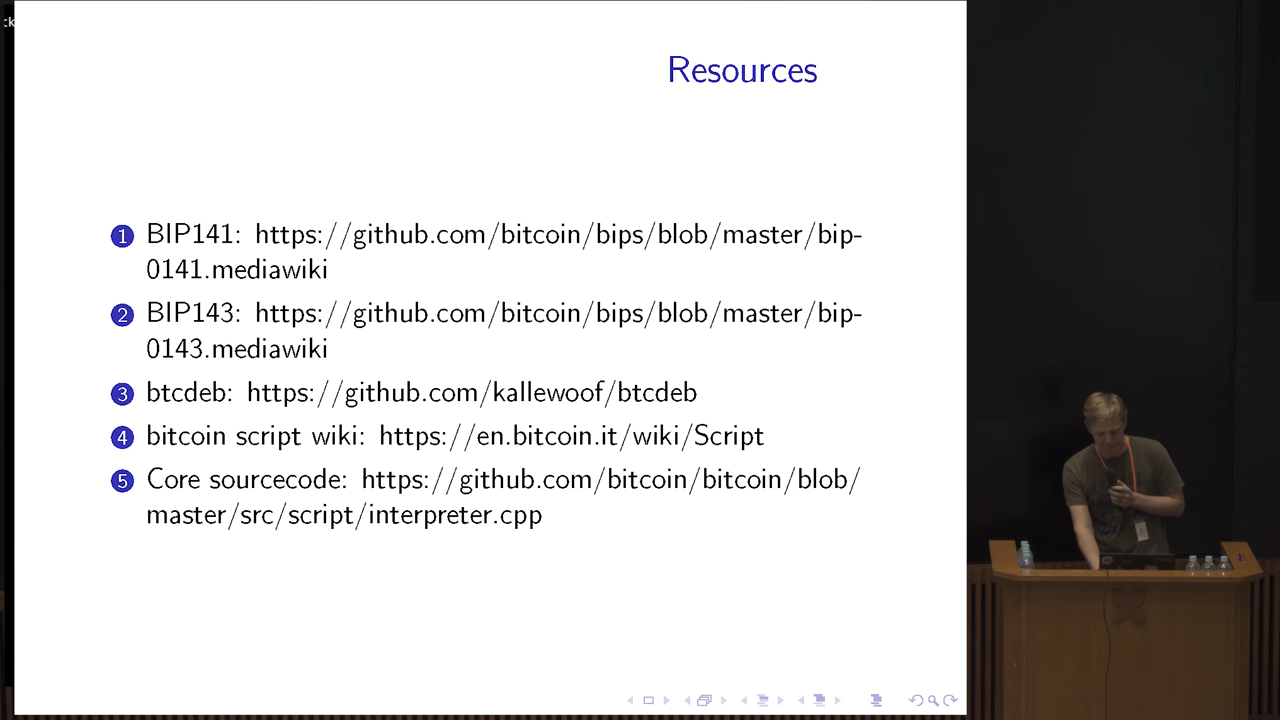 ck
Resources
1 BIP141: https://github.com/bitcoin/bips/blob/master/bip-
0141.mediawiki
2 BIP143: https://github.com/bitcoin/bips/blob/master/bip-
0143.mediawiki
3 btcdeb: https://github.com/kallewoof/btcdeb
4 bitcoin script wiki: https://en.bitcoin.it/wiki/Script
5 Core sourcecode: https://github.com/bitcoin/bitcoin/blob/
master/src/script/interpreter.cpp